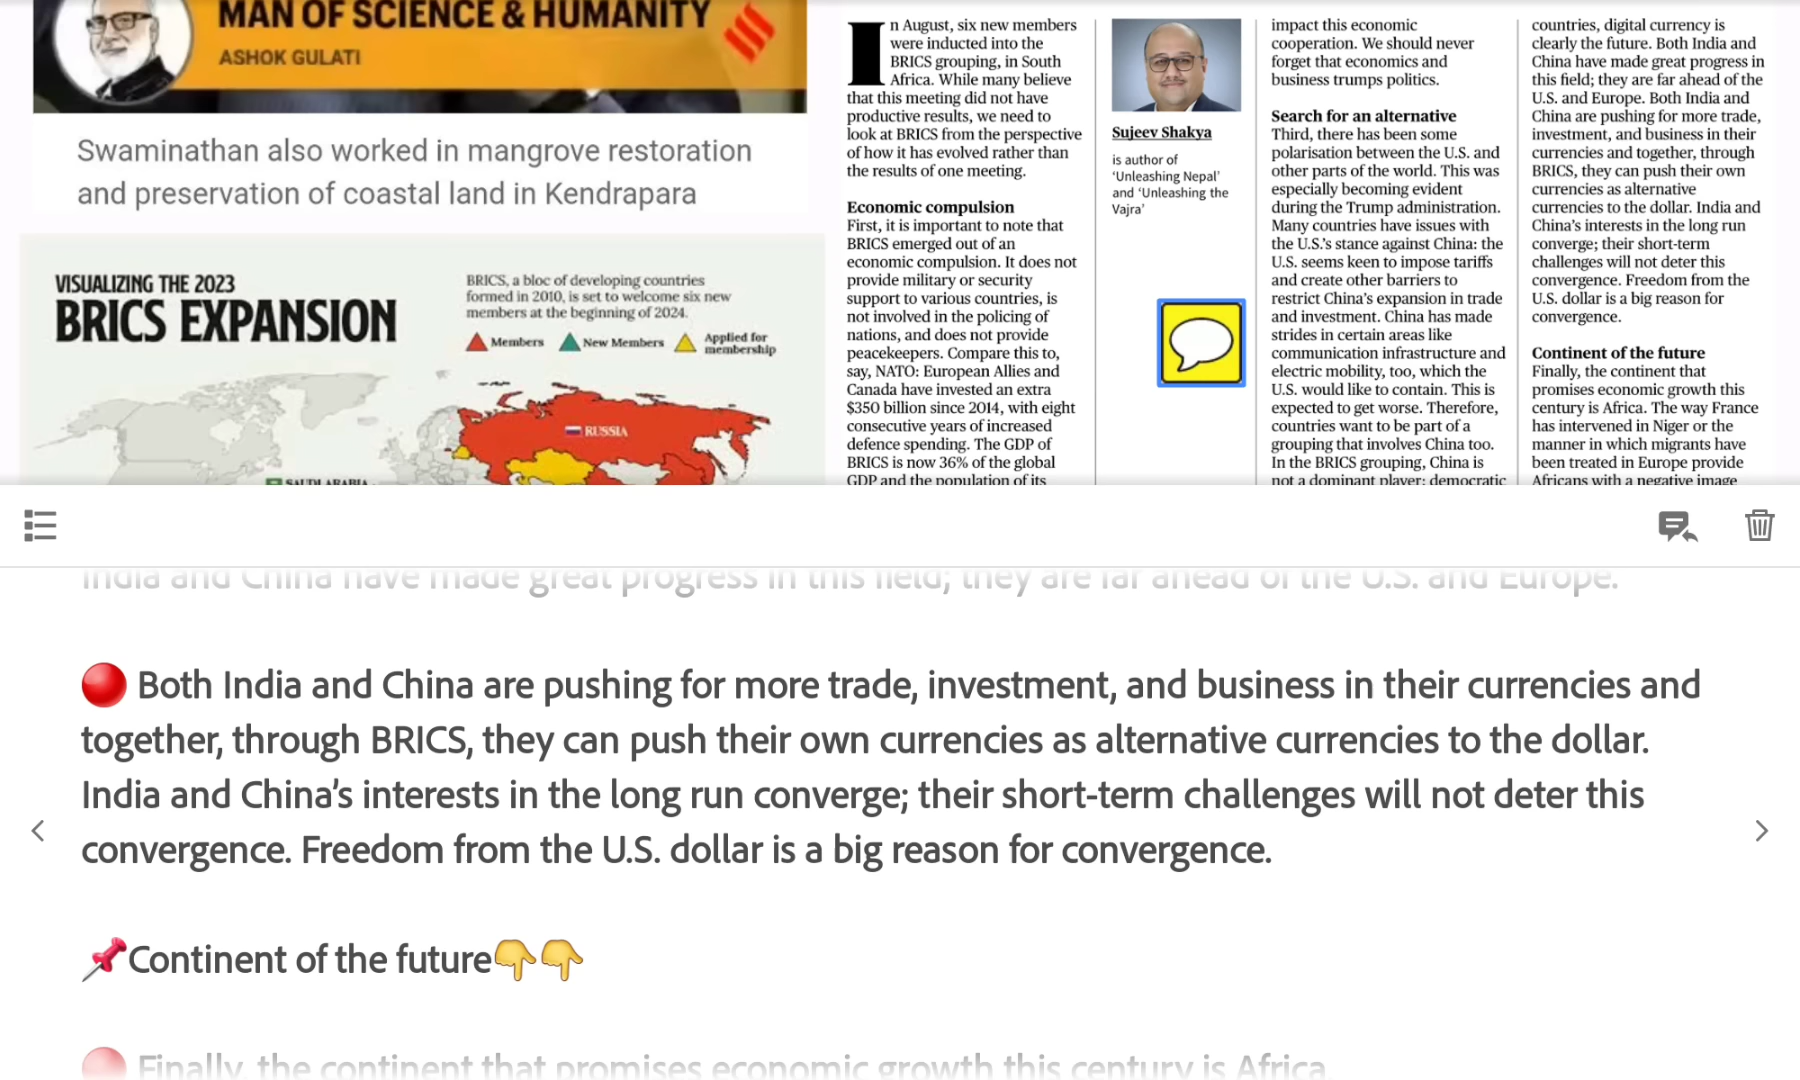 MAN OF SCIENCE & HUMANITY
ASHOK GULATI
Swaminathan also worked in mangrove restoration
and preservation of coastal land in Kendrapara
VISUALIZING THE 2023
BRICS EXPANSION
BRICS, a bloc of developing countries
formed in 2010, is set to welcome six new
members at the beginning of 2024.
Members
New Members
Applied for
membership
RUSSIA
SAUDI ARABIA
In August, six new members
were inducted into the
BRICS grouping, in South
Africa. While many believe
that this meeting did not have
productive results, we need to
look at BRICS from the perspective
of how it has evolved rather than
the results of one meeting.
Economic compulsion
First, it is important to note that
BRICS emerged out of an
economic compulsion. It does not
provide military or security
support to various countries, is
not involved in the policing of
nations, and does not provide
peacekeepers. Compare this to,
say, NATO: European Allies and
Canada have invested an extra
$350 billion since 2014, with eight
consecutive years of increased
defence spending. The GDP of
BRICS is now 36% of the global
GDP and the population of its
Sujeev Shakya
is author of
‘Unleashing Nepal’
and ‘Unleashing the
Vajra’
impact this economic
cooperation. We should never
forget that economics and
business trumps politics.
Search for an alternative
Third, there has been some
polarisation between the U.S. and
other parts of the world. This was
especially becoming evident
during the Trump administration.
Many countries have issues with
the U.S.’s stance against China: the
U.S. seems keen to impose tariffs
and create other barriers to
restrict China’s expansion in trade
and investment. China has made
strides in certain areas like
communication infrastructure and
electric mobility, too, which the
U.S. would like to contain. This is
expected to get worse. Therefore,
countries want to be part of a
grouping that involves China too.
In the BRICS grouping, China is
not a dominant player; democratic
countries, digital currency is
clearly the future. Both India and
China have made great progress in
this field; they are far ahead of the
U.S. and Europe. Both India and
China are pushing for more trade,
investment, and business in their
currencies and together, through
BRICS, they can push their own
currencies as alternative
currencies to the dollar. India and
China’s interests in the long run
converge; their short-term
challenges will not deter this
convergence. Freedom from the
U.S. dollar is a big reason for
convergence.
Continent of the future
Finally, the continent that
promises economic growth this
century is Africa. The way France
has intervened in Niger or the
manner in which migrants have
been treated in Europe provide
Africans with a negative image
India and China have made great progress in this field; they are far ahead of the U.S. and Europe.
🔴 Both India and China are pushing for more trade, investment, and business in their currencies and
together, through BRICS, they can push their own currencies as alternative currencies to the dollar.
India and China’s interests in the long run converge; their short-term challenges will not deter this
convergence. Freedom from the U.S. dollar is a big reason for convergence.
📌Continent of the future👇👇
🔴 Finally, the continent that promises economic growth this century is Africa.